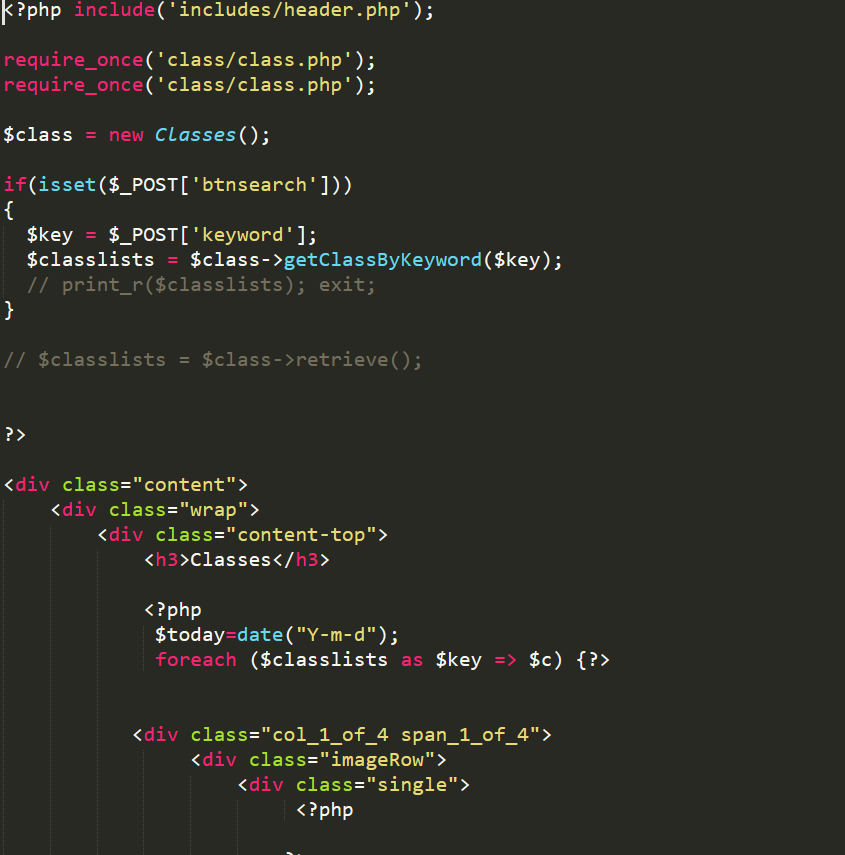 <?php include('includes/header.php');
require_once('class/class.php');
require_once('class/class.php');
$class = new Classes();
if(isset($_POST['btnsearch']))
{
$key = $_POST['keyword'];
$classlists = $class->getClassByKeyword($key);
// print_r($classlists); exit;
}
// $classlists = $class->retrieve();
?>
<div class="content">
<div class="wrap">
<div class="content-top">
<h3>Classes</h3>
<?php
$today=date("Y-m-d");
foreach ($classlists as $key => $c) {?>
<div class="col_1_of_4 span_1_of_4">
<div class="imageRow">
<div class="single">
<?php